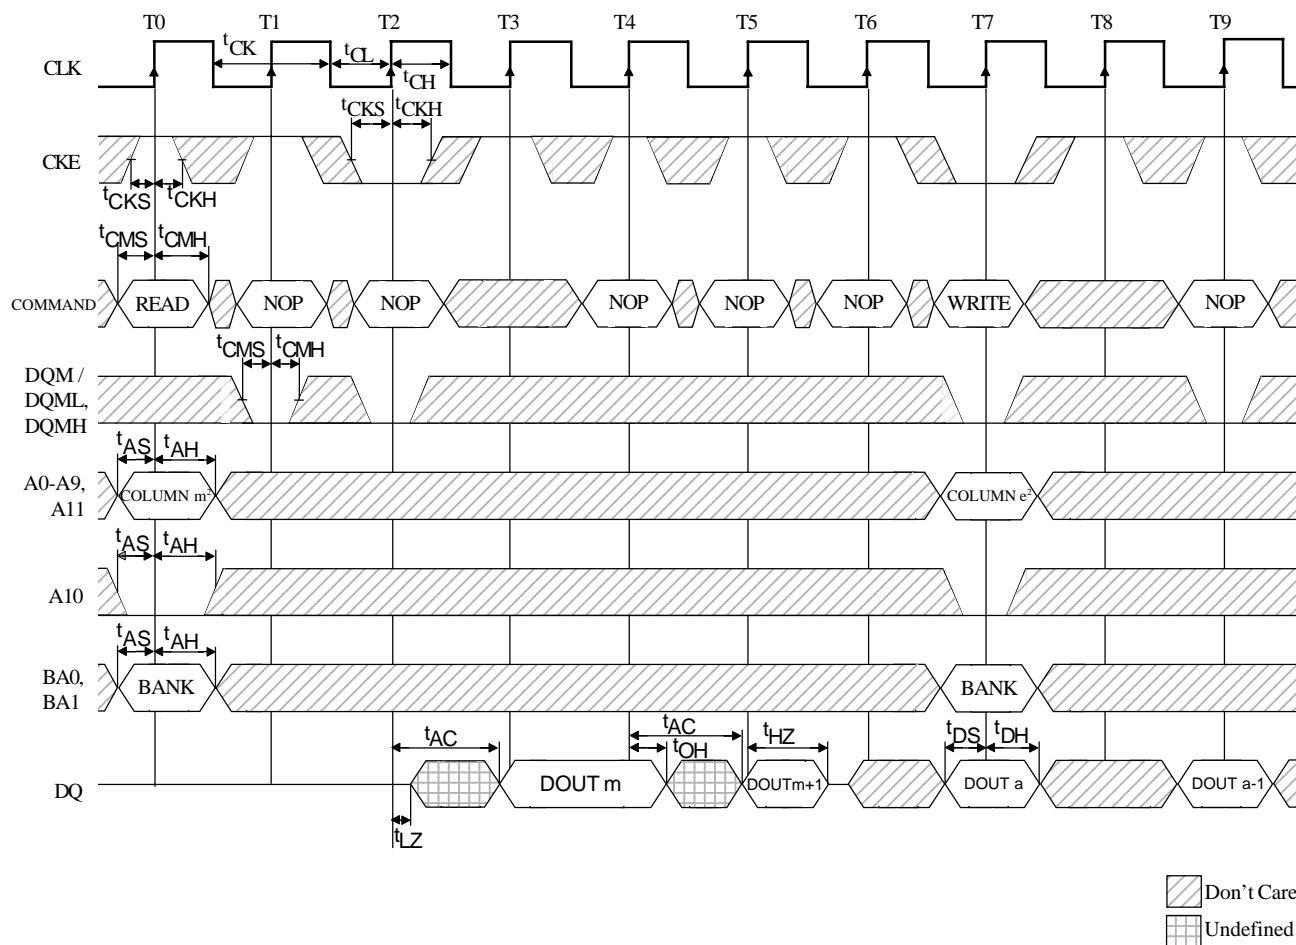 T0 T1 T2 T3 T4 T5 T6 T7 T8 T9
CLK
tCK tCL
tCH
tCKS tCKH
CKE
tCKS tCKH
tCMS tCMH
COMMAND READ NOP NOP NOP NOP NOP WRITE NOP
tCMS tCMH
DQM /
DQML,
DQMH
tAS tAH
A0-A9,
A11
COLUMN m² COLUMN e²
tAS tAH
A10
tAS tAH
BA0,
BA1
BANK BANK
tAC tAC tHZ tDS tDH
tOH
DQ DOUT m DOUTm+1 DOUT a DOUT a-1
tLZ
Don't Care
Undefined